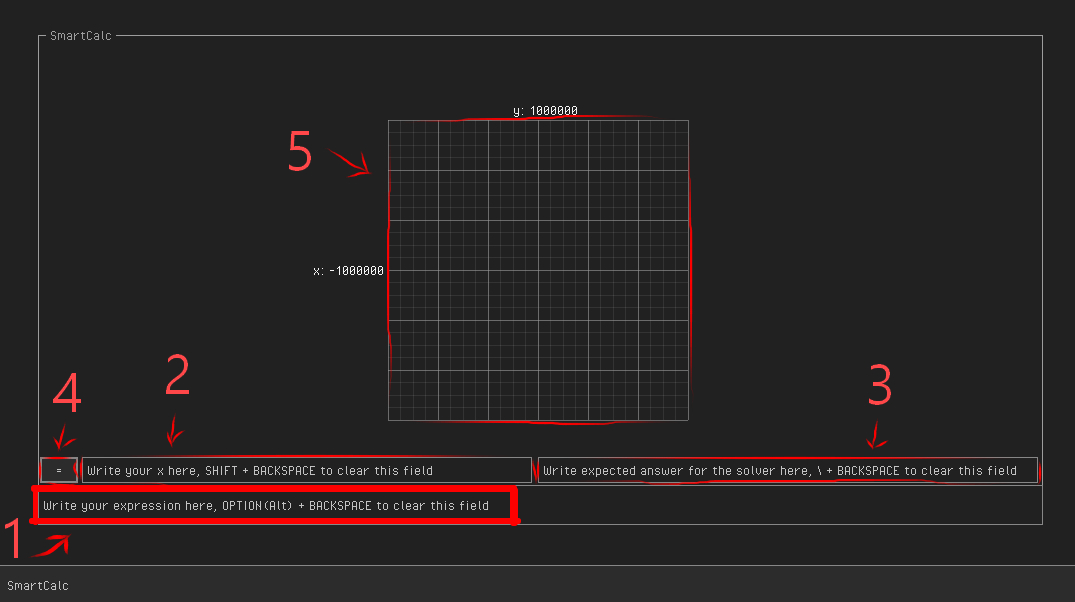 SmartCalc
y: 1000000
5
x: -1000000
2
4
3
=
Write your x here, SHIFT + BACKSPACE to clear this field
Write expected answer for the solver here, \ + BACKSPACE to clear this field
Write your expression here, OPTION(Alt) + BACKSPACE to clear this field
1
SmartCalc